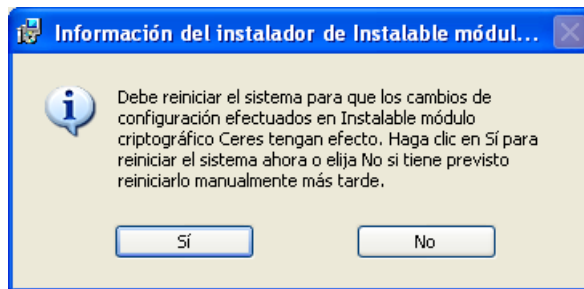 Información del instalador de Instalable módul...
Debe reiniciar el sistema para que los cambios de
configuración efectuados en Instalable módulo
criptográfico Ceres tengan efecto. Haga clic en Sí para
reiniciar el sistema ahora o elija No si tiene previsto
reiniciarlo manualmente más tarde.
Sí
No